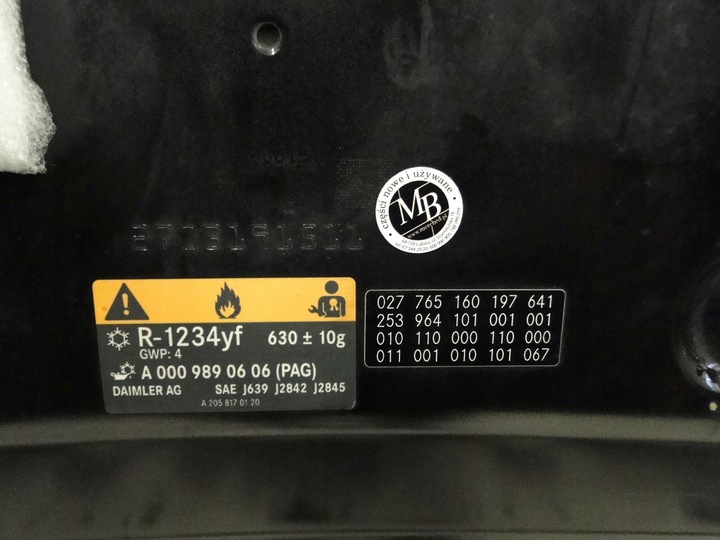 części nowe i używane
MB
R-1234yf 630 ± 10g
GWP: 4
A 000 989 06 06 (PAG)
DAIMLER AG SAE J639 J2842 J2845
A 205 817 01 20
027 765 160 197 641
253 964 101 001 001
010 110 000 110 000
011 001 010 101 067